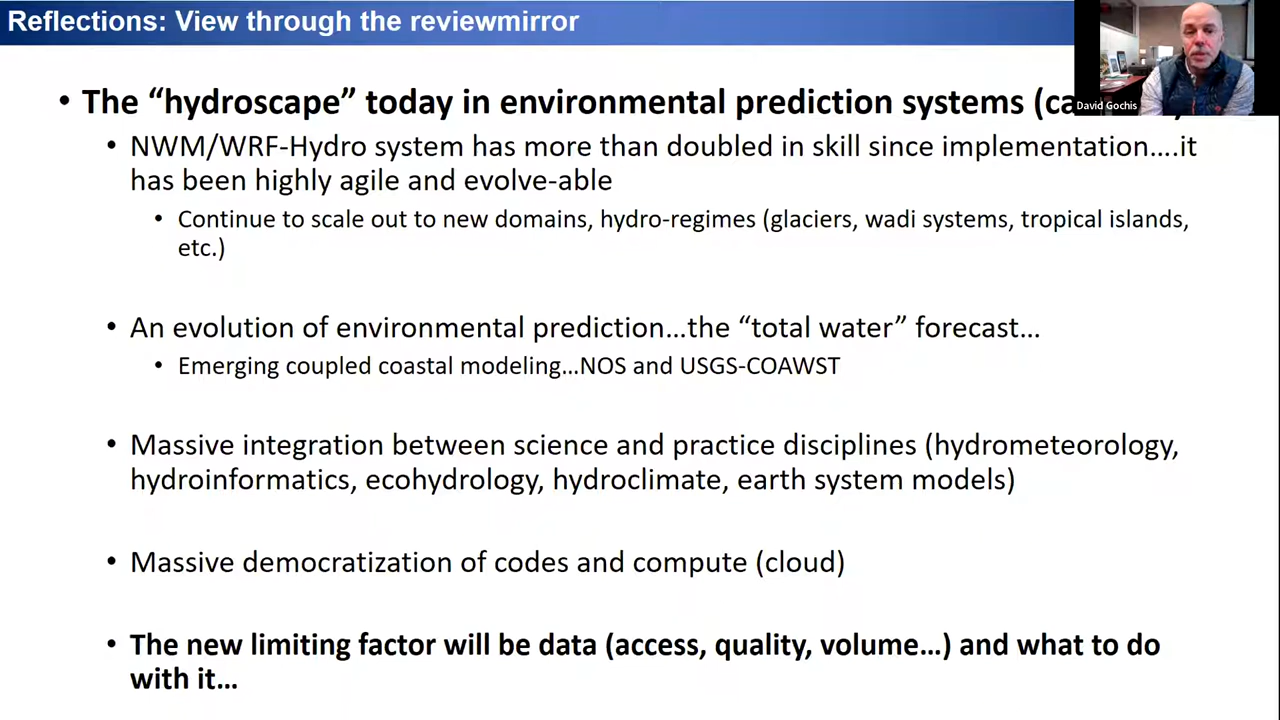 Reflections: View through the reviewmirror
• The “hydroscape” today in environmental prediction systems
David Gochis
• NWM/WRF-Hydro system has more than doubled in skill since implementation….it
has been highly agile and evolve-able
• Continue to scale out to new domains, hydro-regimes (glaciers, wadi systems, tropical islands,
etc.)
• An evolution of environmental prediction…the “total water” forecast…
• Emerging coupled coastal modeling…NOS and USGS-COAWST
• Massive integration between science and practice disciplines (hydrometeorology,
hydroinformatics, ecohydrology, hydroclimate, earth system models)
• Massive democratization of codes and compute (cloud)
• The new limiting factor will be data (access, quality, volume…) and what to do
with it…